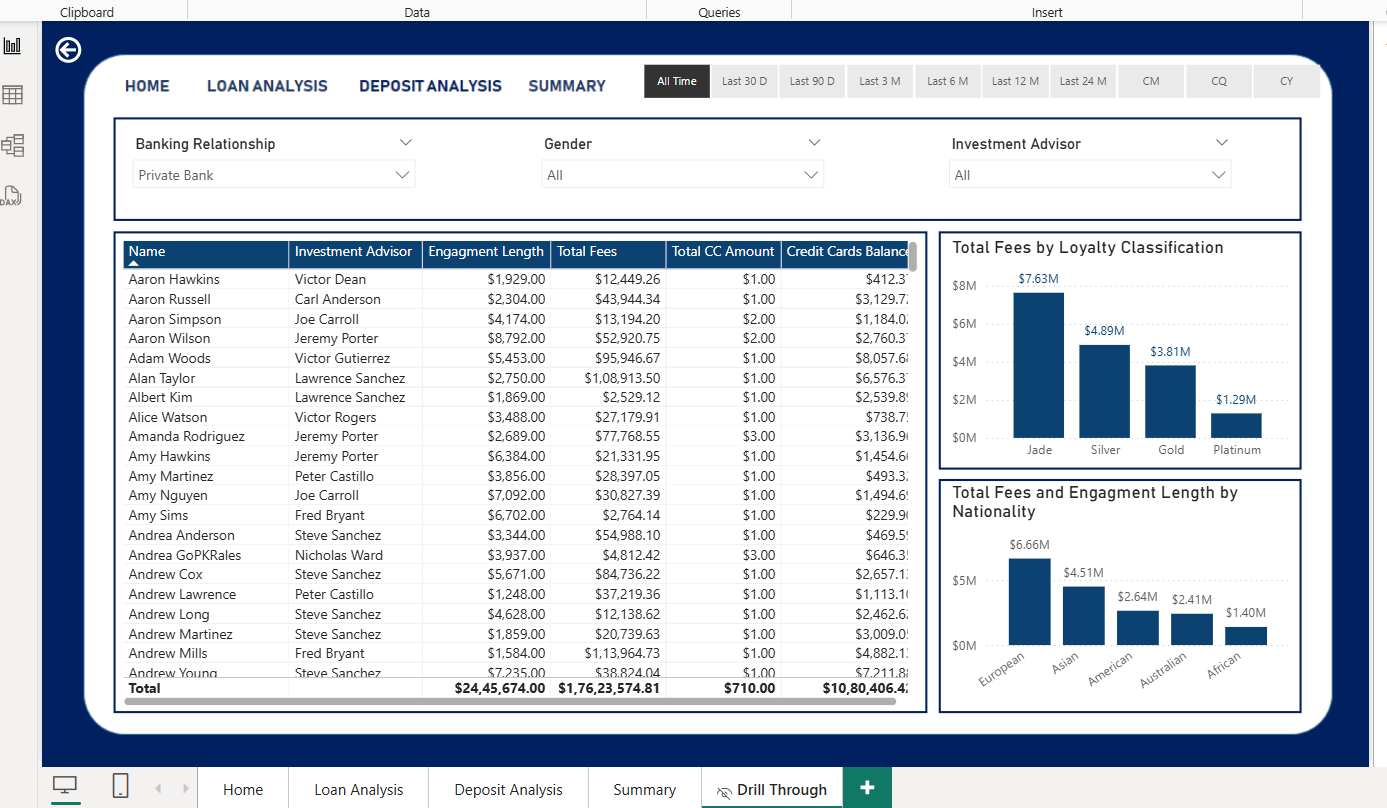 Clipboard Data Queries Insert
HOME LOAN ANALYSIS DEPOSIT ANALYSIS SUMMARY All Time Last 30 D Last 90 D Last 3 M Last 6 M Last 12 M Last 24 M CM CQ CY
Banking Relationship Gender Investment Advisor
Private Bank All All
Name Investment Advisor Engagment Length Total Fees Total CC Amount Credit Cards Balance
Aaron Hawkins Victor Dean $1,929.00 $12,449.26 $1.00 $412.3
Aaron Russell Carl Anderson $2,304.00 $43,944.34 $1.00 $3,129.7
Aaron Simpson Joe Carroll $4,174.00 $13,194.20 $2.00 $1,184.0
Aaron Wilson Jeremy Porter $8,792.00 $52,920.75 $2.00 $2,760.3
Adam Woods Victor Gutierrez $5,453.00 $95,946.67 $1.00 $8,057.6
Alan Taylor Lawrence Sanchez $2,750.00 $1,08,913.50 $1.00 $6,576.3
Albert Kim Lawrence Sanchez $1,869.00 $2,529.12 $1.00 $2,539.8
Alice Watson Victor Rogers $3,488.00 $27,179.91 $1.00 $738.7
Amanda Rodriguez Jeremy Porter $2,689.00 $77,768.55 $3.00 $3,136.9
Amy Hawkins Jeremy Porter $6,384.00 $21,331.95 $1.00 $1,454.6
Amy Martinez Peter Castillo $3,856.00 $28,397.05 $1.00 $493.3
Amy Nguyen Joe Carroll $7,092.00 $30,827.39 $1.00 $1,494.6
Amy Sims Fred Bryant $6,702.00 $2,764.14 $1.00 $229.9
Andrea Anderson Steve Sanchez $3,344.00 $54,988.10 $1.00 $469.5
Andrea GoPKRales Nicholas Ward $3,937.00 $4,812.42 $3.00 $646.3
Andrew Cox Steve Sanchez $5,671.00 $84,736.22 $1.00 $2,657.1
Andrew Lawrence Peter Castillo $1,248.00 $37,219.36 $1.00 $1,113.1
Andrew Long Steve Sanchez $4,628.00 $12,138.62 $1.00 $2,462.6
Andrew Martinez Steve Sanchez $1,859.00 $20,739.63 $1.00 $3,009.0
Andrew Mills Fred Bryant $1,584.00 $1,13,964.73 $1.00 $4,882.1
Andrew Young Steve Sanchez $7,235.00 $38,824.04 $1.00 $7,211.8
Total $24,45,674.00 $1,76,23,574.81 $710.00 $10,80,406.4
Total Fees by Loyalty Classification
$8M
$6M
$4M
$2M
$0M
$7.63M
$4.89M
$3.81M
$1.29M
Jade Silver Gold Platinum
Total Fees and Engagment Length by
Nationality
$5M
$0M
$6.66M
$4.51M
$2.64M
$2.41M
$1.40M
European Asian American Australian African
DAX
Home Loan Analysis Deposit Analysis Summary Drill Through +